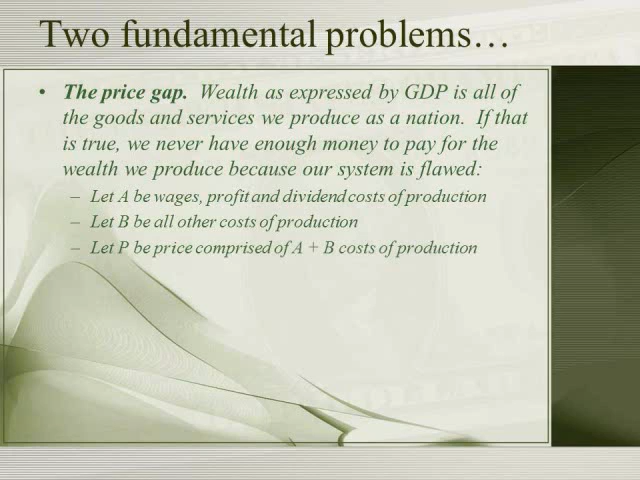 Two fundamental problems…
• The price gap. Wealth as expressed by GDP is all of
the goods and services we produce as a nation. If that
is true, we never have enough money to pay for the
wealth we produce because our system is flawed:
– Let A be wages, profit and dividend costs of production
– Let B be all other costs of production
– Let P be price comprised of A + B costs of production